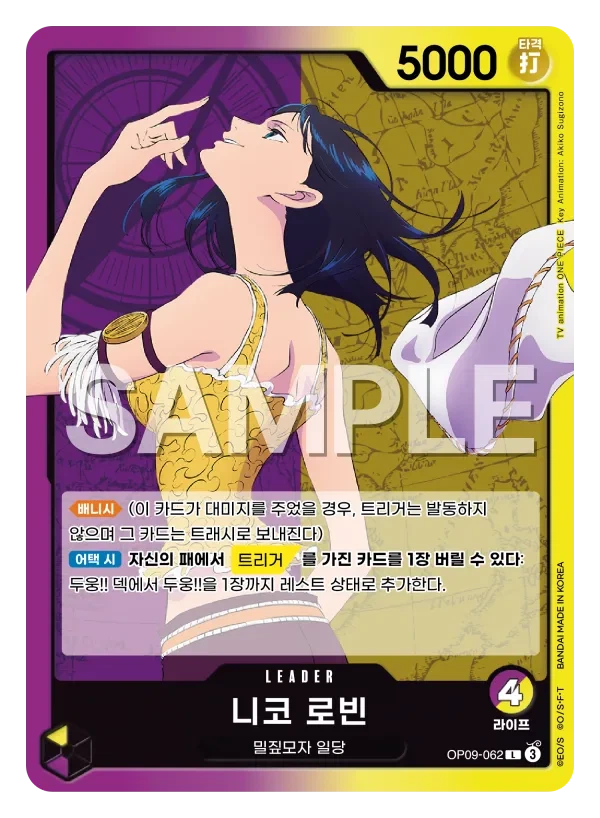 5000
타격
打
TV animation ONE PIECE Key Animation: Akiko Sugizono
SAMPLE
배니시 (이 카드가 대미지를 주었을 경우, 트리거는 발동하지
않으며 그 카드는 트래시로 보내진다)
어택 시 자신의 패에서 트리거 를 가진 카드를 1장 버릴 수 있다:
두웅!! 덱에서 두웅!!을 1장까지 레스트 상태로 추가한다.
LEADER
니코 로빈
밀짚모자 일당
4
라이프
OP09-062 L 3
©EO/S ©O/S·F·T BANDAI MADE IN KOREA